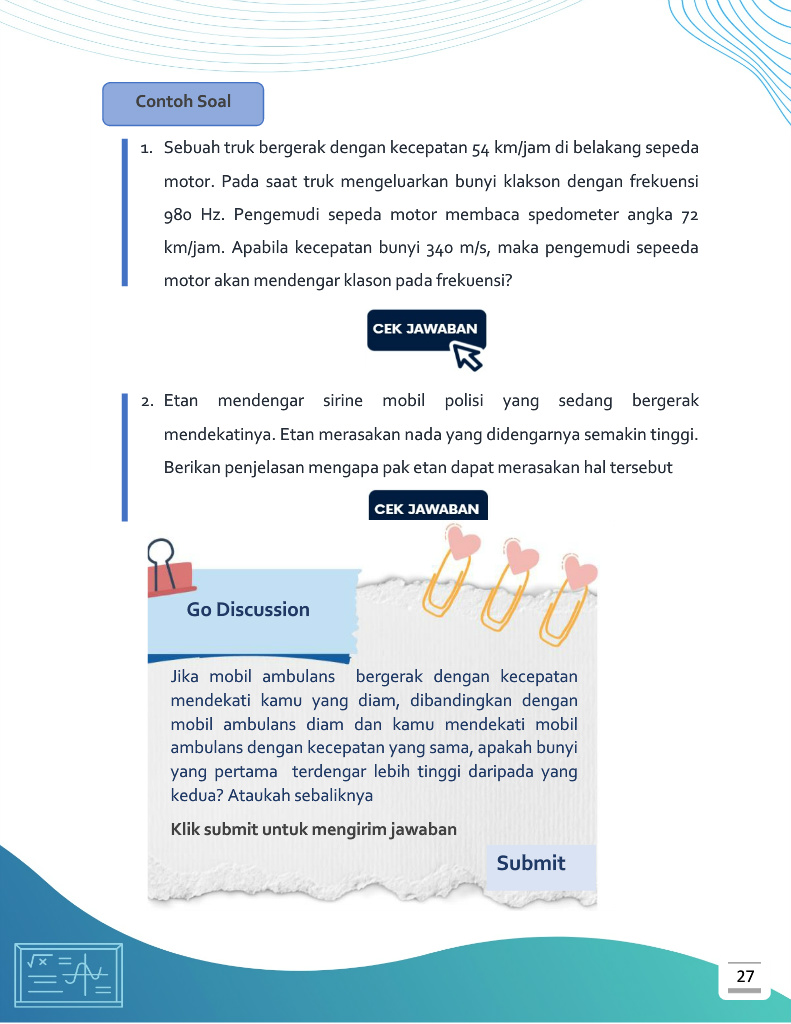 Contoh Soal
1. Sebuah truk bergerak dengan kecepatan 54 km/jam di belakang sepeda
motor. Pada saat truk mengeluarkan bunyi klakson dengan frekuensi
980 Hz. Pengemudi sepeda motor membaca spedometer angka 72
km/jam. Apabila kecepatan bunyi 340 m/s, maka pengemudi sepeeda
motor akan mendengar klason pada frekuensi?
CEK JAWABAN
2. Etan mendengar sirine mobil polisi yang sedang bergerak
mendekatinya. Etan merasakan nada yang didengarnya semakin tinggi.
Berikan penjelasan mengapa pak etan dapat merasakan hal tersebut
CEK JAWABAN
Go Discussion
Jika mobil ambulans bergerak dengan kecepatan
mendekati kamu yang diam, dibandingkan dengan
mobil ambulans diam dan kamu mendekati mobil
ambulans dengan kecepatan yang sama, apakah bunyi
yang pertama terdengar lebih tinggi daripada yang
kedua? Ataukah sebaliknya
Klik submit untuk mengirim jawaban
Submit
√x
27